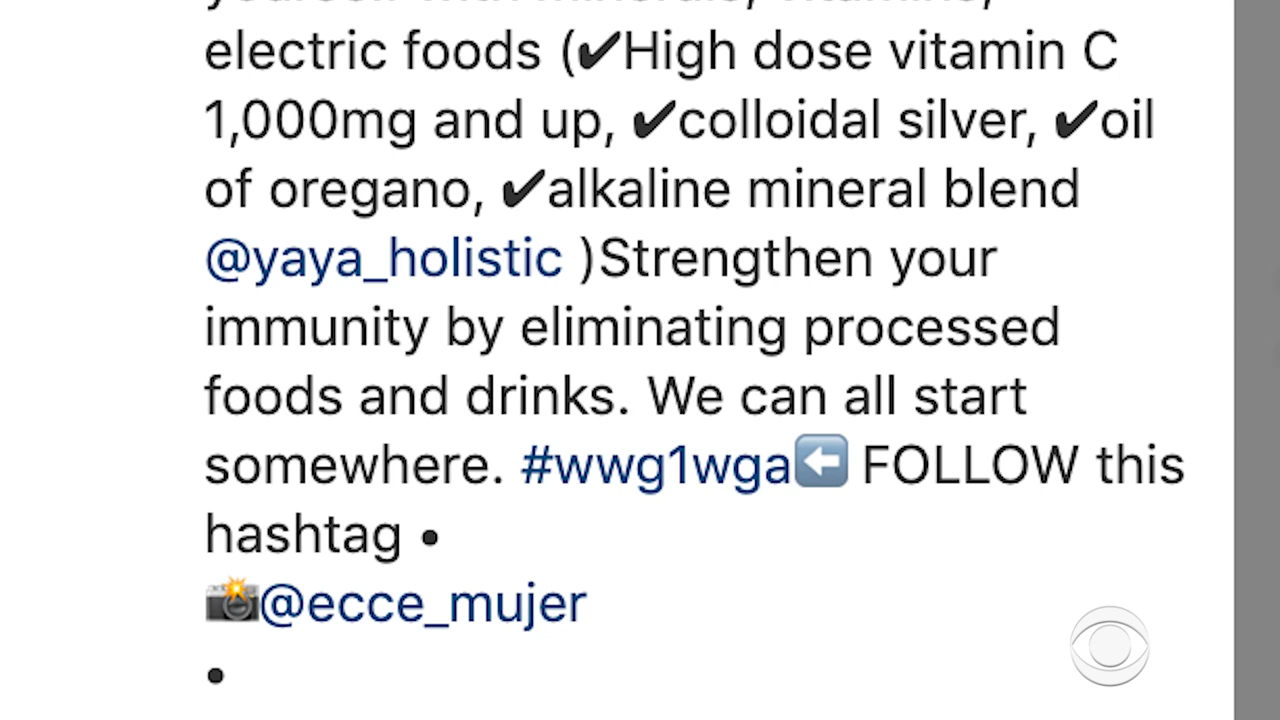 electric foods (✔High dose vitamin C
1,000mg and up, ✔colloidal silver, ✔oil
of oregano, ✔alkaline mineral blend
@yaya_holistic )Strengthen your
immunity by eliminating processed
foods and drinks. We can all start
somewhere. #wwg1wga⬅️ FOLLOW this
hashtag •
📸@ecce_mujer
•